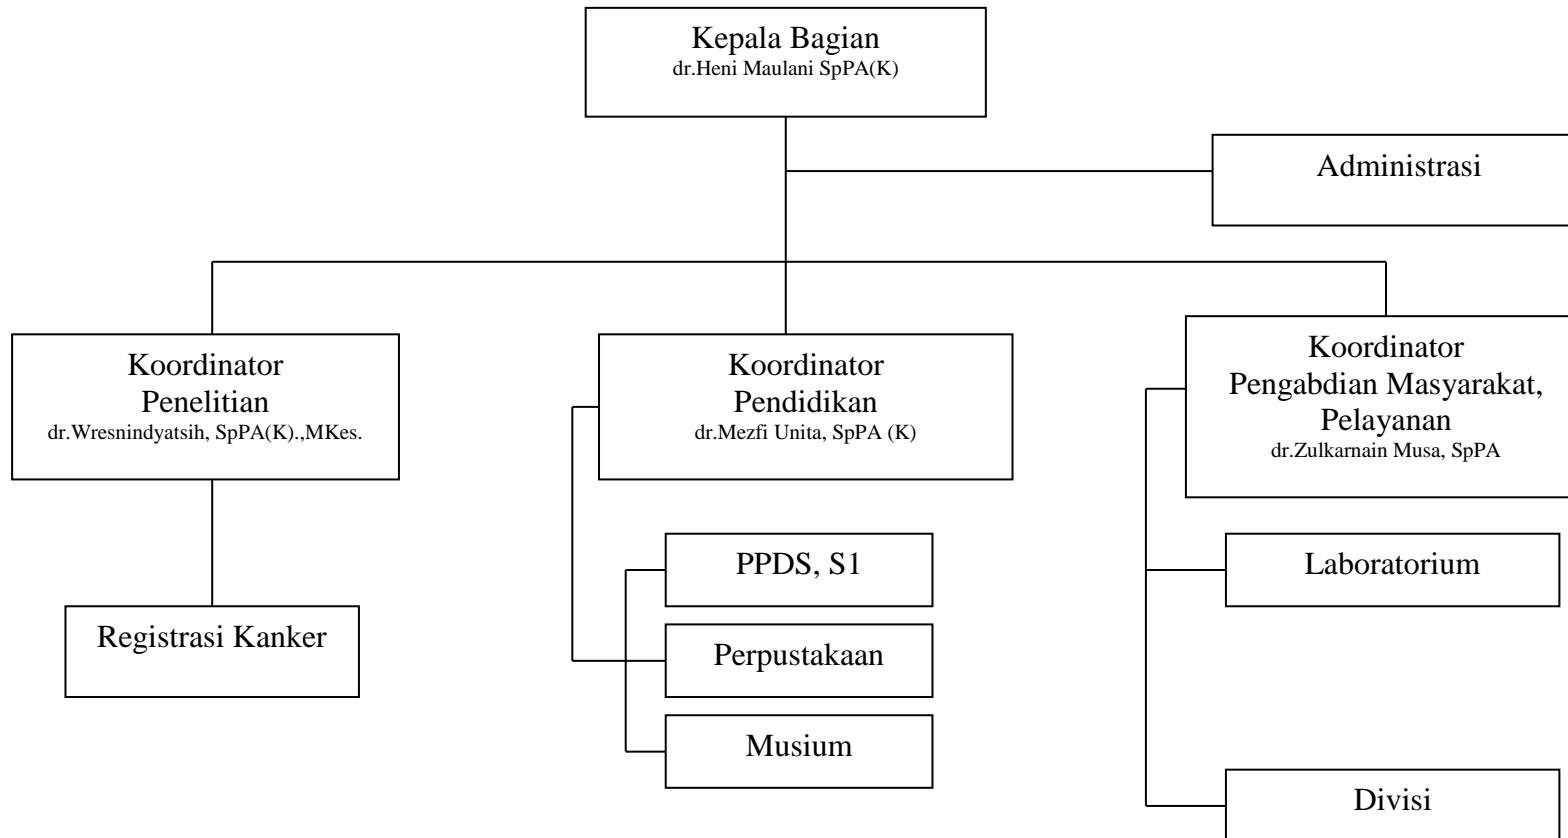 Kepala Bagian
dr.Heni Maulani SpPA(K)
Administrasi
Koordinator
Penelitian
dr.Wresnindyatsih, SpPA(K).,MKes.
Koordinator
Pendidikan
dr.Mezfi Unita, SpPA (K)
Koordinator
Pengabdian Masyarakat,
Pelayanan
dr.Zulkarnain Musa, SpPA
Registrasi Kanker
PPDS, S1
Perpustakaan
Musium
Laboratorium
Divisi